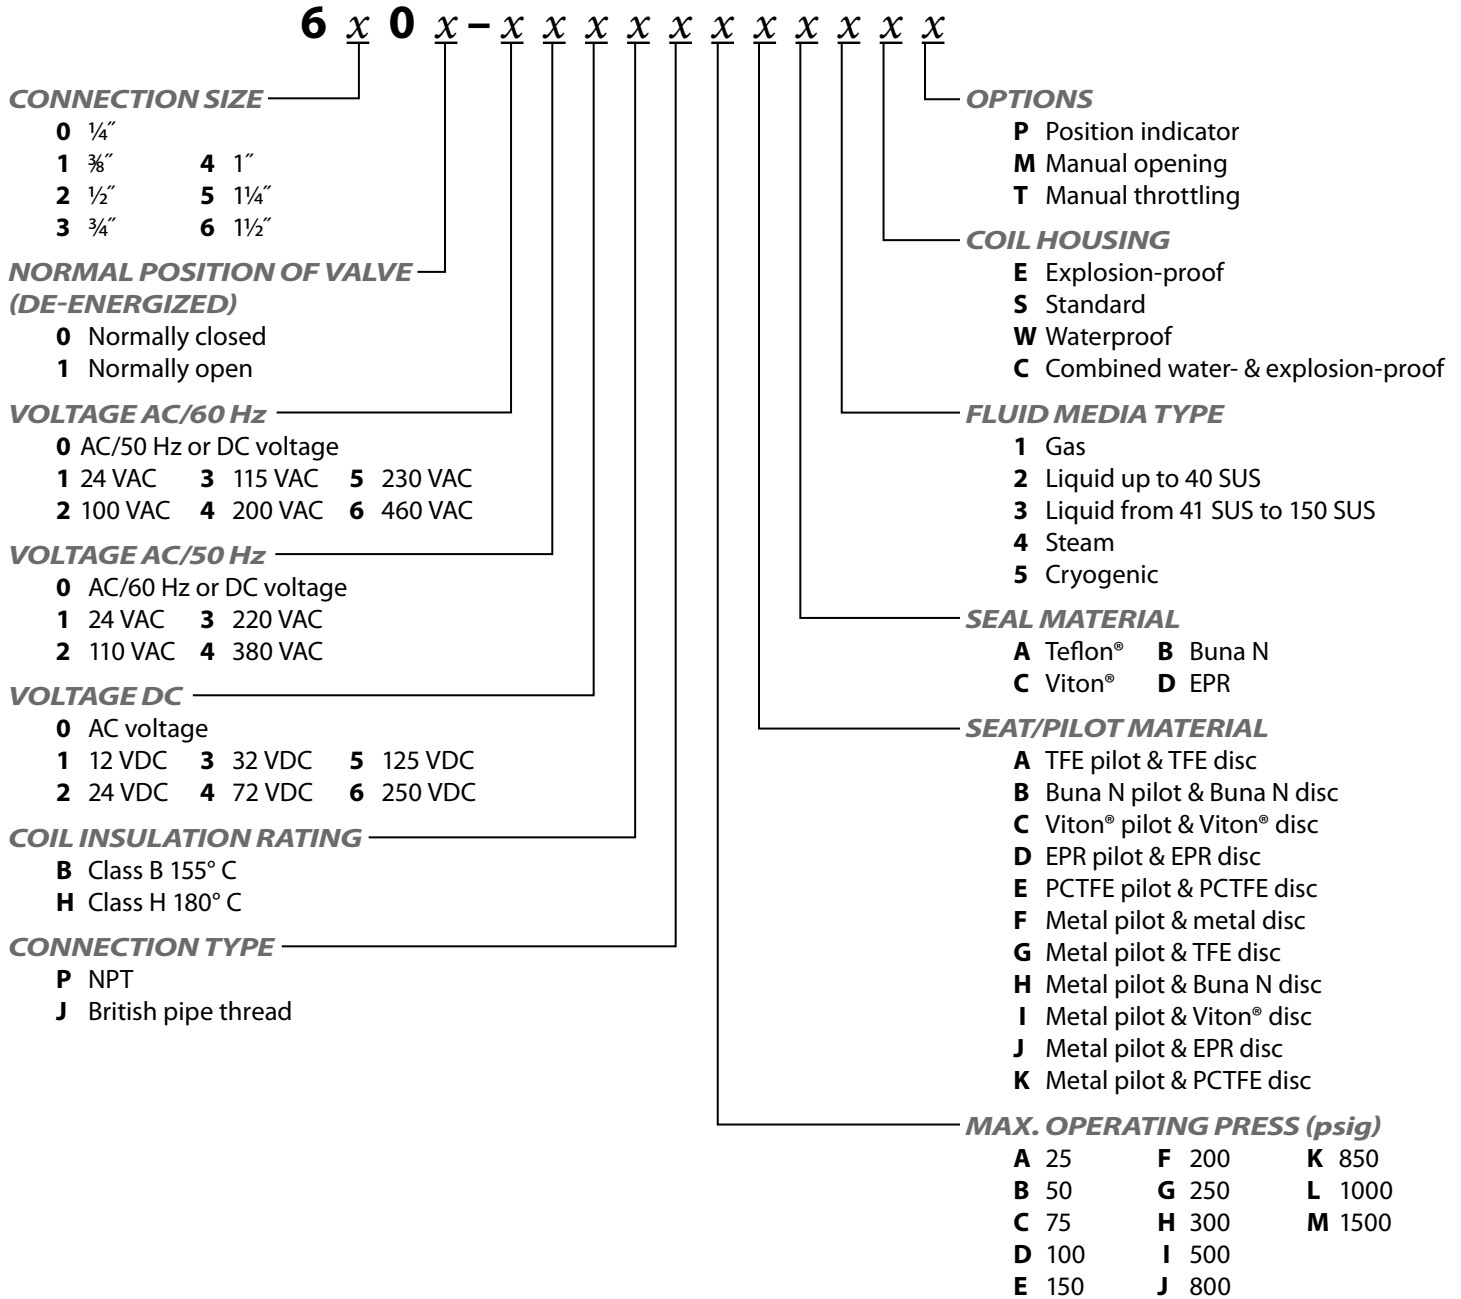 6 x 0 x – x x x x x x x x x x x
CONNECTION SIZE
0 ¼″
1 ⅜″ 4 1″
2 ½″ 5 1¼″
3 ¾″ 6 1½″
NORMAL POSITION OF VALVE
(DE-ENERGIZED)
0 Normally closed
1 Normally open
VOLTAGE AC/60 Hz
0 AC/50 Hz or DC voltage
1 24 VAC 3 115 VAC 5 230 VAC
2 100 VAC 4 200 VAC 6 460 VAC
VOLTAGE AC/50 Hz
0 AC/60 Hz or DC voltage
1 24 VAC 3 220 VAC
2 110 VAC 4 380 VAC
VOLTAGE DC
0 AC voltage
1 12 VDC 3 32 VDC 5 125 VDC
2 24 VDC 4 72 VDC 6 250 VDC
COIL INSULATION RATING
B Class B 155° C
H Class H 180° C
CONNECTION TYPE
P NPT
J British pipe thread
OPTIONS
P Position indicator
M Manual opening
T Manual throttling
COIL HOUSING
E Explosion-proof
S Standard
W Waterproof
C Combined water- & explosion-proof
FLUID MEDIA TYPE
1 Gas
2 Liquid up to 40 SUS
3 Liquid from 41 SUS to 150 SUS
4 Steam
5 Cryogenic
SEAL MATERIAL
A Teflon® B Buna N
C Viton® D EPR
SEAT/PILOT MATERIAL
A TFE pilot & TFE disc
B Buna N pilot & Buna N disc
C Viton® pilot & Viton® disc
D EPR pilot & EPR disc
E PCTFE pilot & PCTFE disc
F Metal pilot & metal disc
G Metal pilot & TFE disc
H Metal pilot & Buna N disc
I Metal pilot & Viton® disc
J Metal pilot & EPR disc
K Metal pilot & PCTFE disc
MAX. OPERATING PRESS (psig)
A 25 F 200 K 850
B 50 G 250 L 1000
C 75 H 300 M 1500
D 100 I 500
E 150 J 800